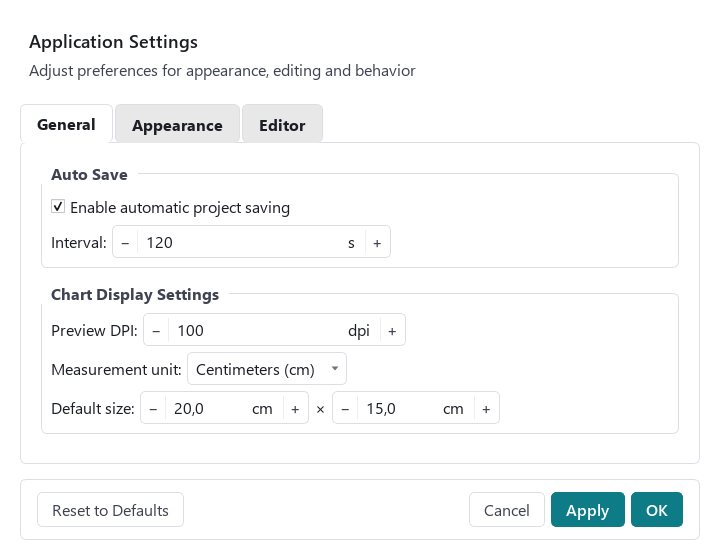 Application Settings
Adjust preferences for appearance, editing and behavior
General Appearance Editor
Auto Save
Enable automatic project saving
Interval: – 120 s +
Chart Display Settings
Preview DPI: – 100 dpi +
Measurement unit: Centimeters (cm)
Default size: – 20,0 cm + × – 15,0 cm +
Reset to Defaults Cancel Apply OK